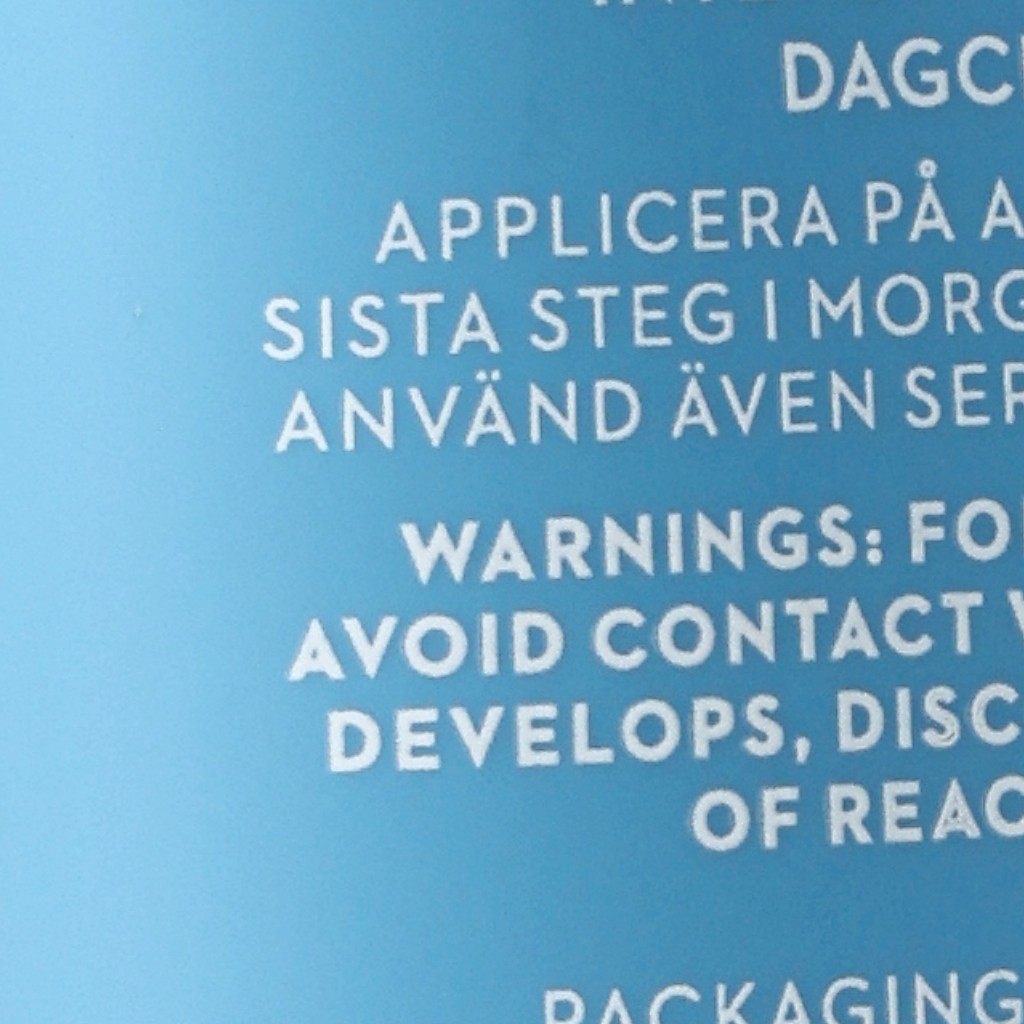 DAGC
APPLICERA PÅ A
SISTA STEG I MORG
ANVÄND ÄVEN SER
WARNINGS: FO
AVOID CONTACT
DEVELOPS, DISC
OF REAC
PACKAGING